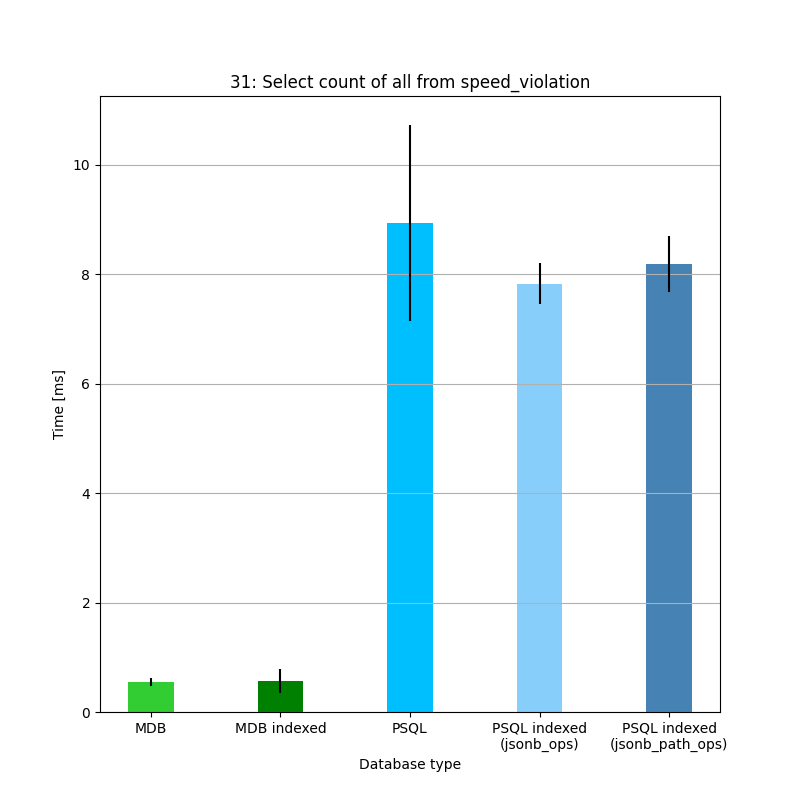 31: Select count of all from speed_violation
10
8
6
4
2
0
Time [ms]
MDB
MDB indexed
PSQL
PSQL indexed
(jsonb_ops)
PSQL indexed
(jsonb_path_ops)
Database type